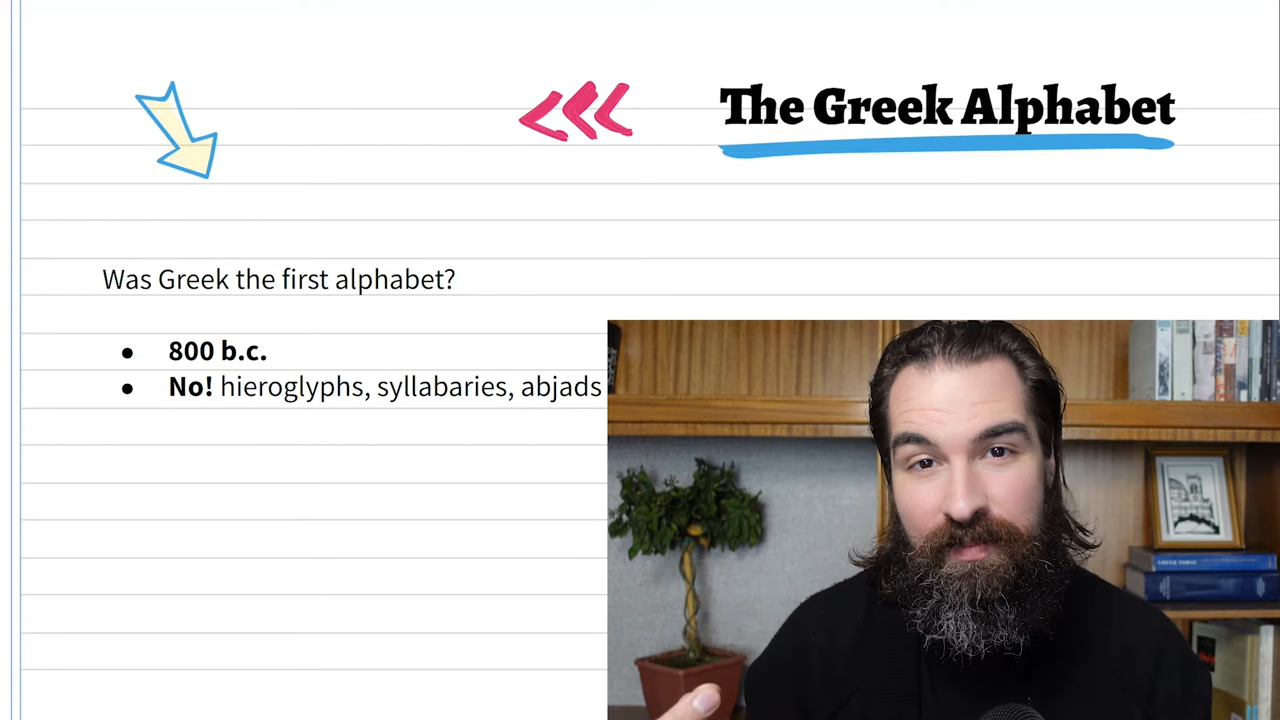 The Greek Alphabet
Was Greek the first alphabet?
● 800 b.c.
● No! hieroglyphs, syllabaries, abjads